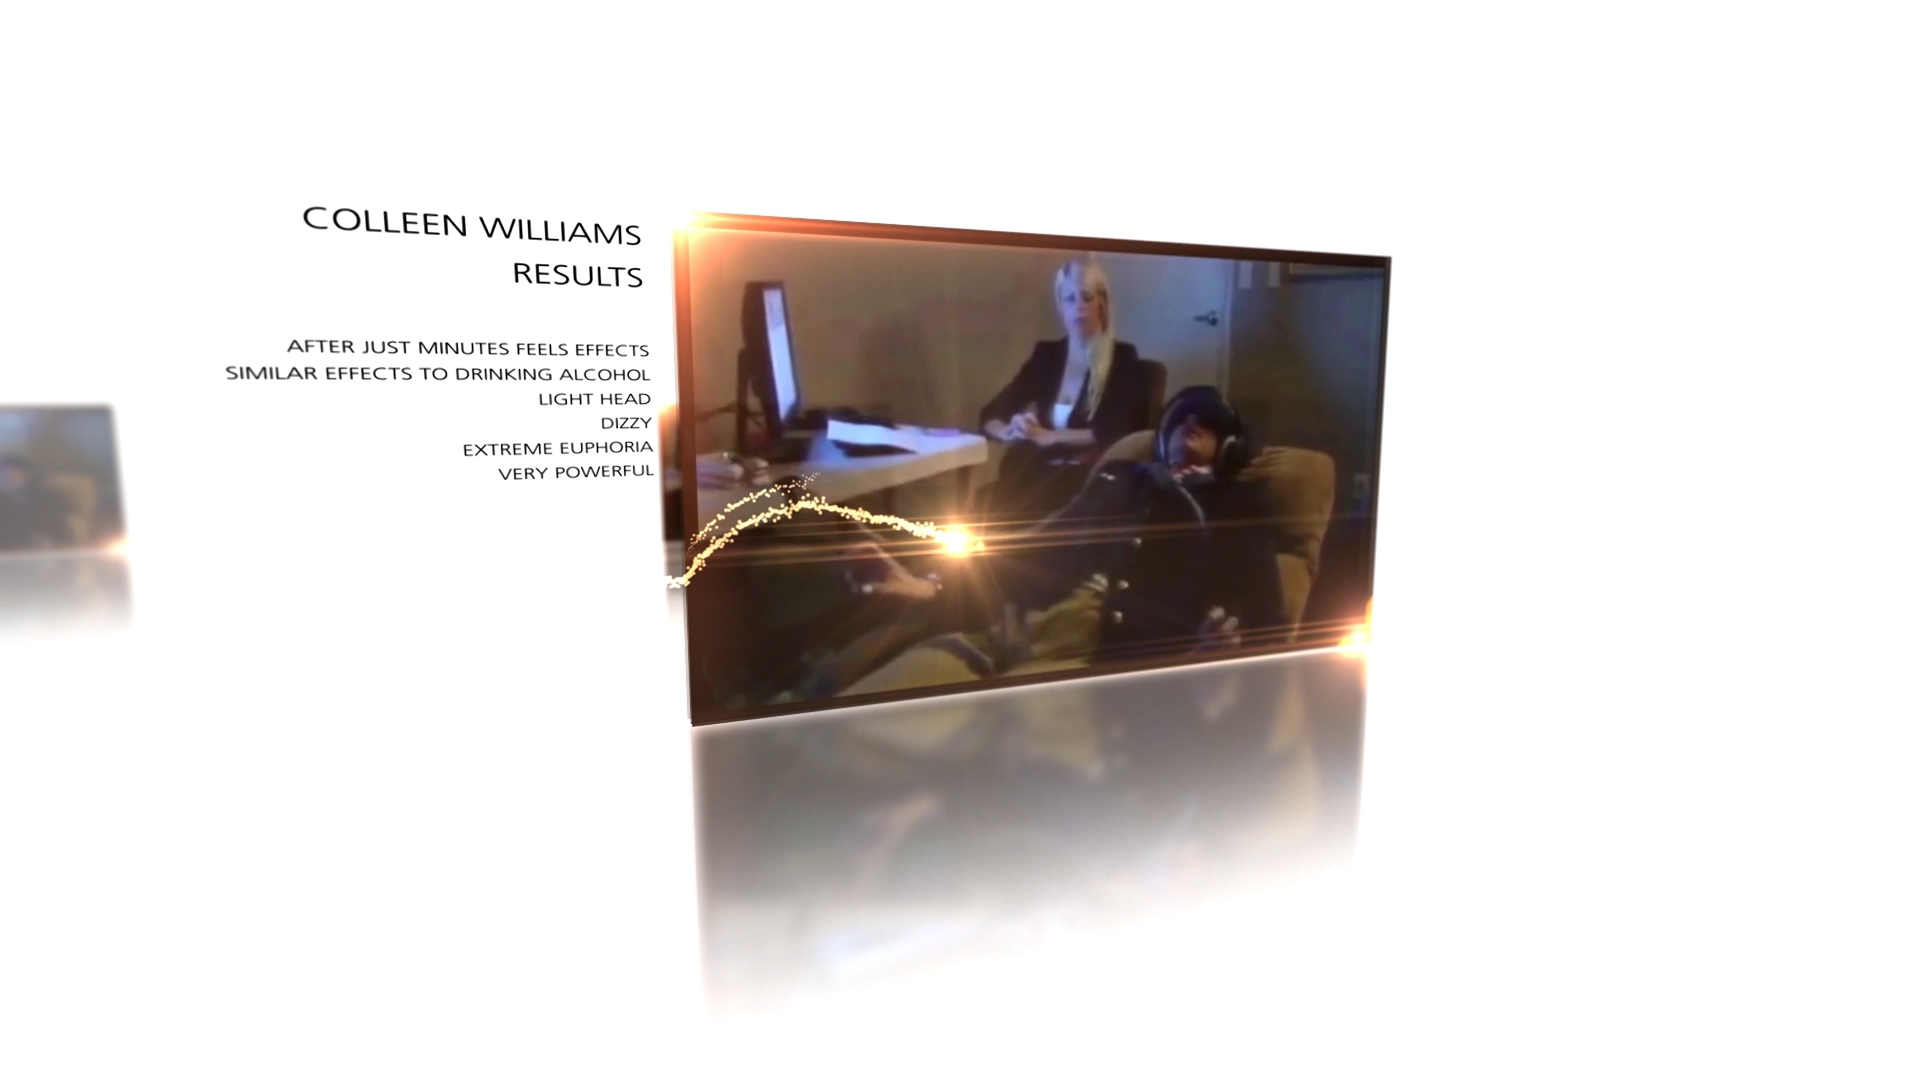 COLLEEN WILLIAMS
RESULTS
AFTER JUST MINUTES FEELS EFFECTS
SIMILAR EFFECTS TO DRINKING ALCOHOL
LIGHT HEAD
DIZZY
EXTREME EUPHORIA
VERY POWERFUL